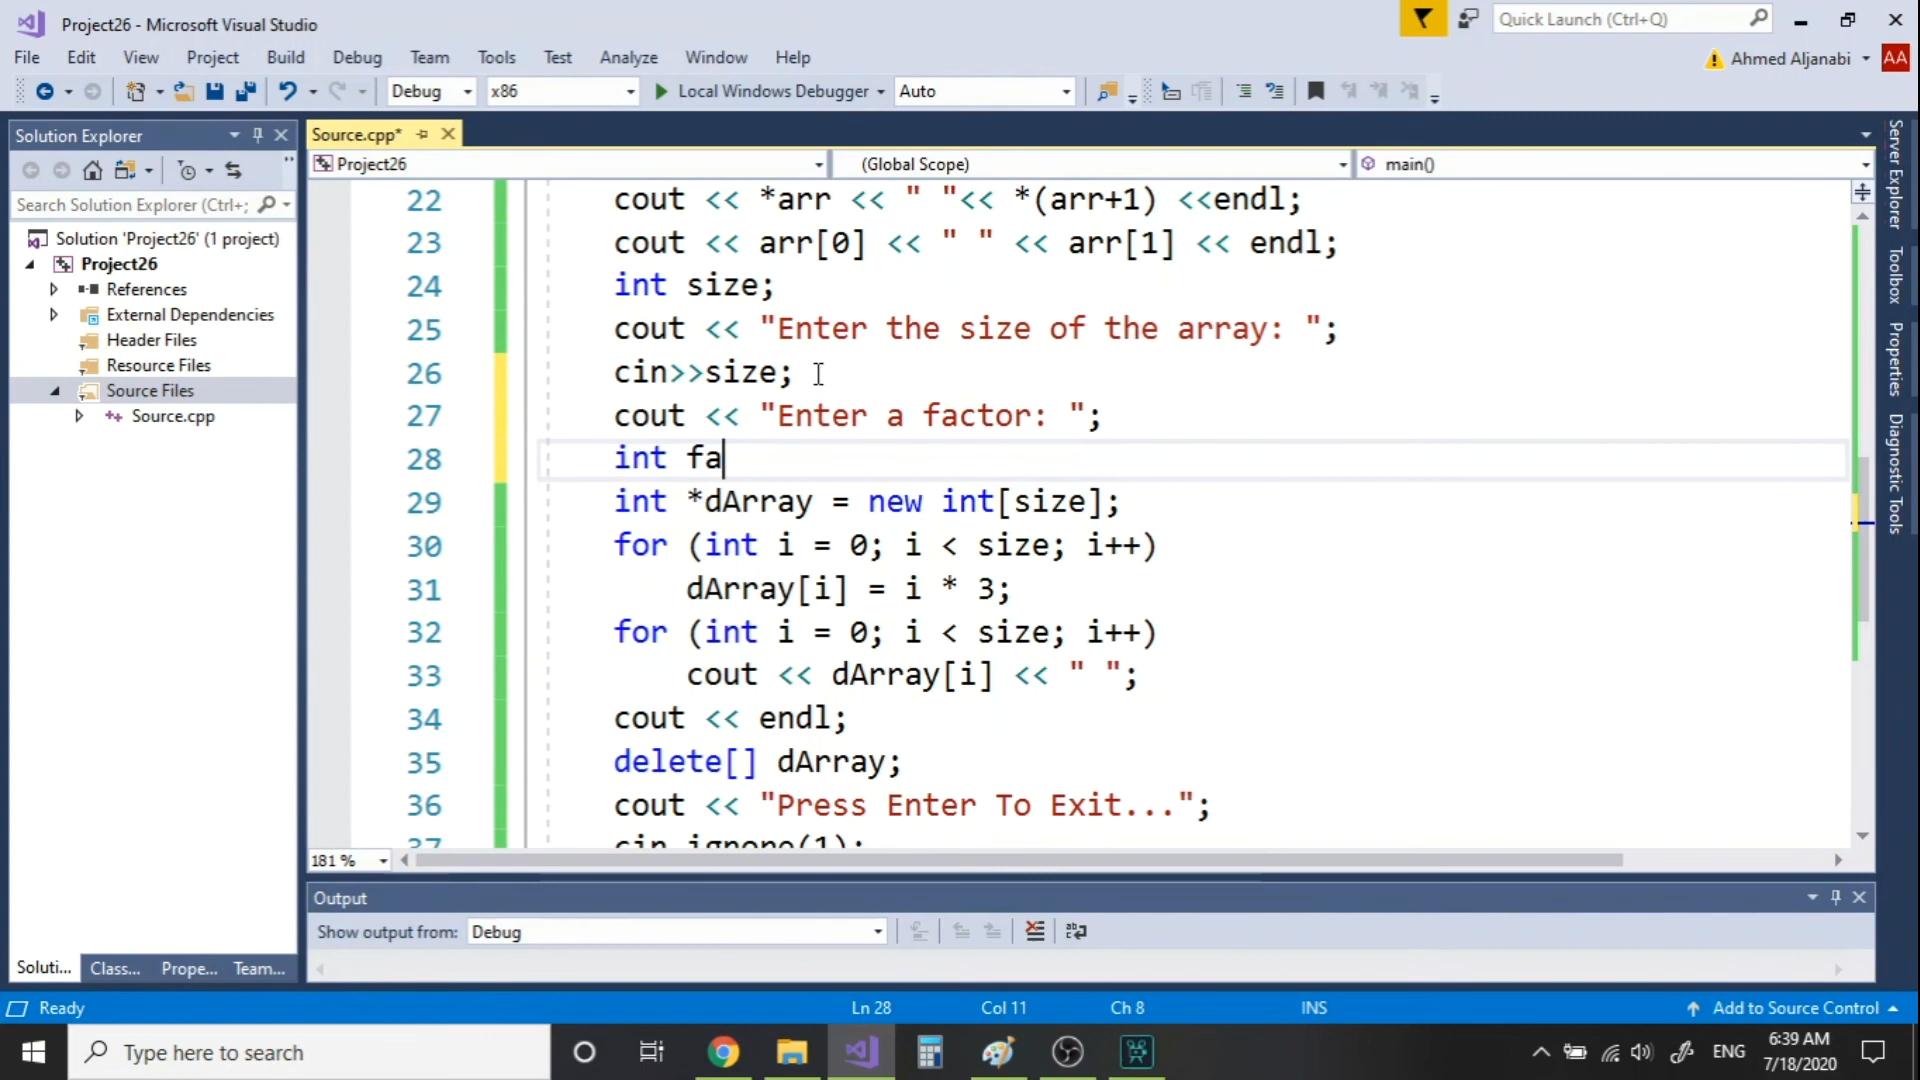 Project26 - Microsoft Visual Studio
Quick Launch (Ctrl+Q)
File Edit View Project Build Debug Team Tools Test Analyze Window Help
Ahmed Aljanabi AA
Debug x86 Local Windows Debugger Auto
Solution Explorer
Search Solution Explorer (Ctrl+;
Solution 'Project26' (1 project)
Project26
References
External Dependencies
Header Files
Resource Files
Source Files
Source.cpp
Soluti... Class... Prope... Team...
Source.cpp*
Project26 (Global Scope) main()
22 cout << *arr << " "<< *(arr+1) <<endl;
23 cout << arr[0] << " " << arr[1] << endl;
24 int size;
25 cout << "Enter the size of the array: ";
26 cin>>size;
27 cout << "Enter a factor: ";
28 int fa
29 int *dArray = new int[size];
30 for (int i = 0; i < size; i++)
31 dArray[i] = i * 3;
32 for (int i = 0; i < size; i++)
33 cout << dArray[i] << " ";
34 cout << endl;
35 delete[] dArray;
36 cout << "Press Enter To Exit...";
37 cin.ignore(1);
181 %
Output
Show output from: Debug
Server Explorer
Toolbox
Properties
Diagnostic Tools
Ready Ln 28 Col 11 Ch 8 INS Add to Source Control
Type here to search
ENG
6:39 AM
7/18/2020